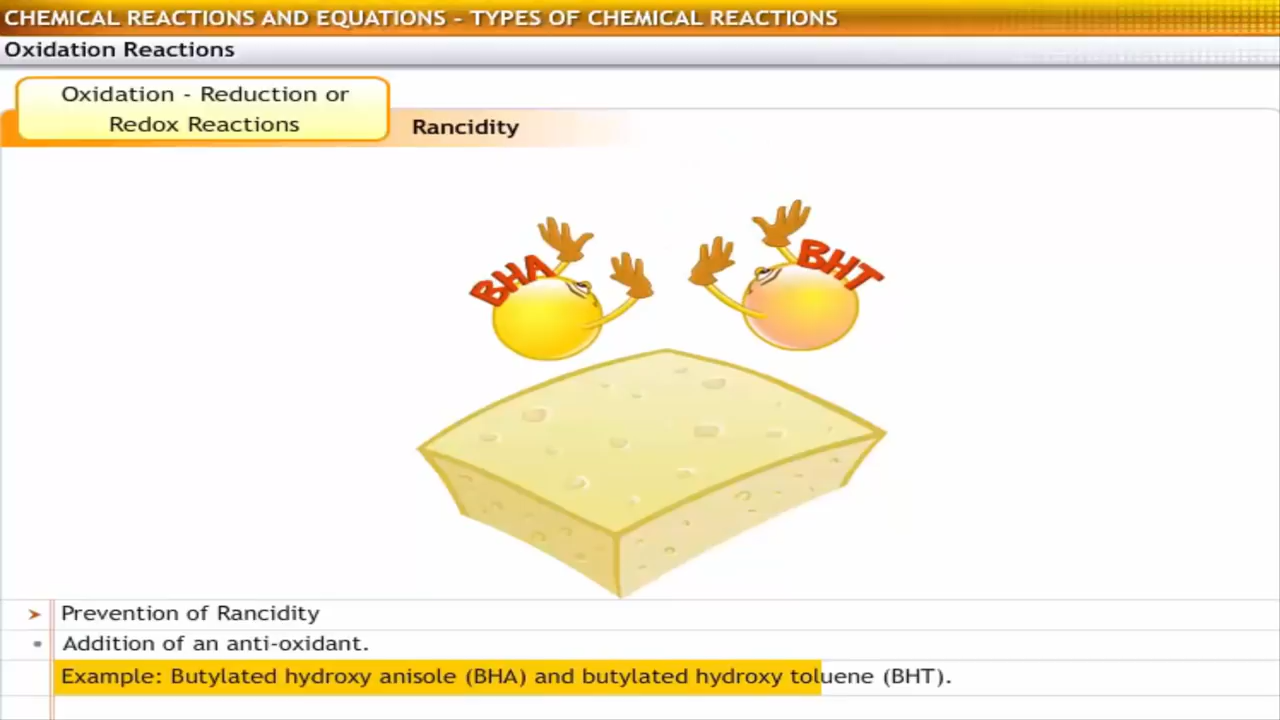 CHEMICAL REACTIONS AND EQUATIONS - TYPES OF CHEMICAL REACTIONS
Oxidation Reactions
Oxidation - Reduction or
Redox Reactions
Rancidity
BHA
BHT
Prevention of Rancidity
Addition of an anti-oxidant.
Example: Butylated hydroxy anisole (BHA) and butylated hydroxy toluene (BHT).